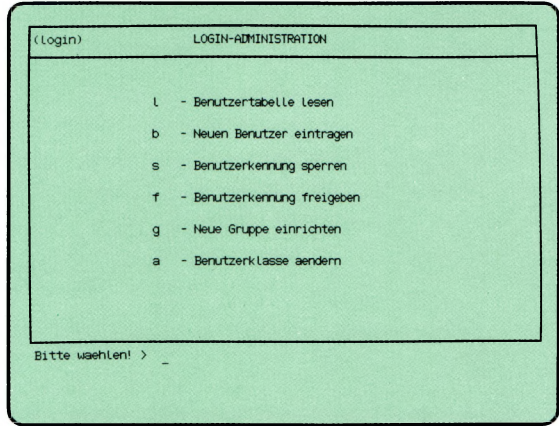 (login) LOGIN-ADMINISTRATION
l - Benutzertabelle lesen
b - Neuen Benutzer eintragen
s - Benutzerkennung sperren
f - Benutzerkennung freigeben
g - Neue Gruppe einrichten
a - Benutzerklasse aendern
Bitte waehlen! > _